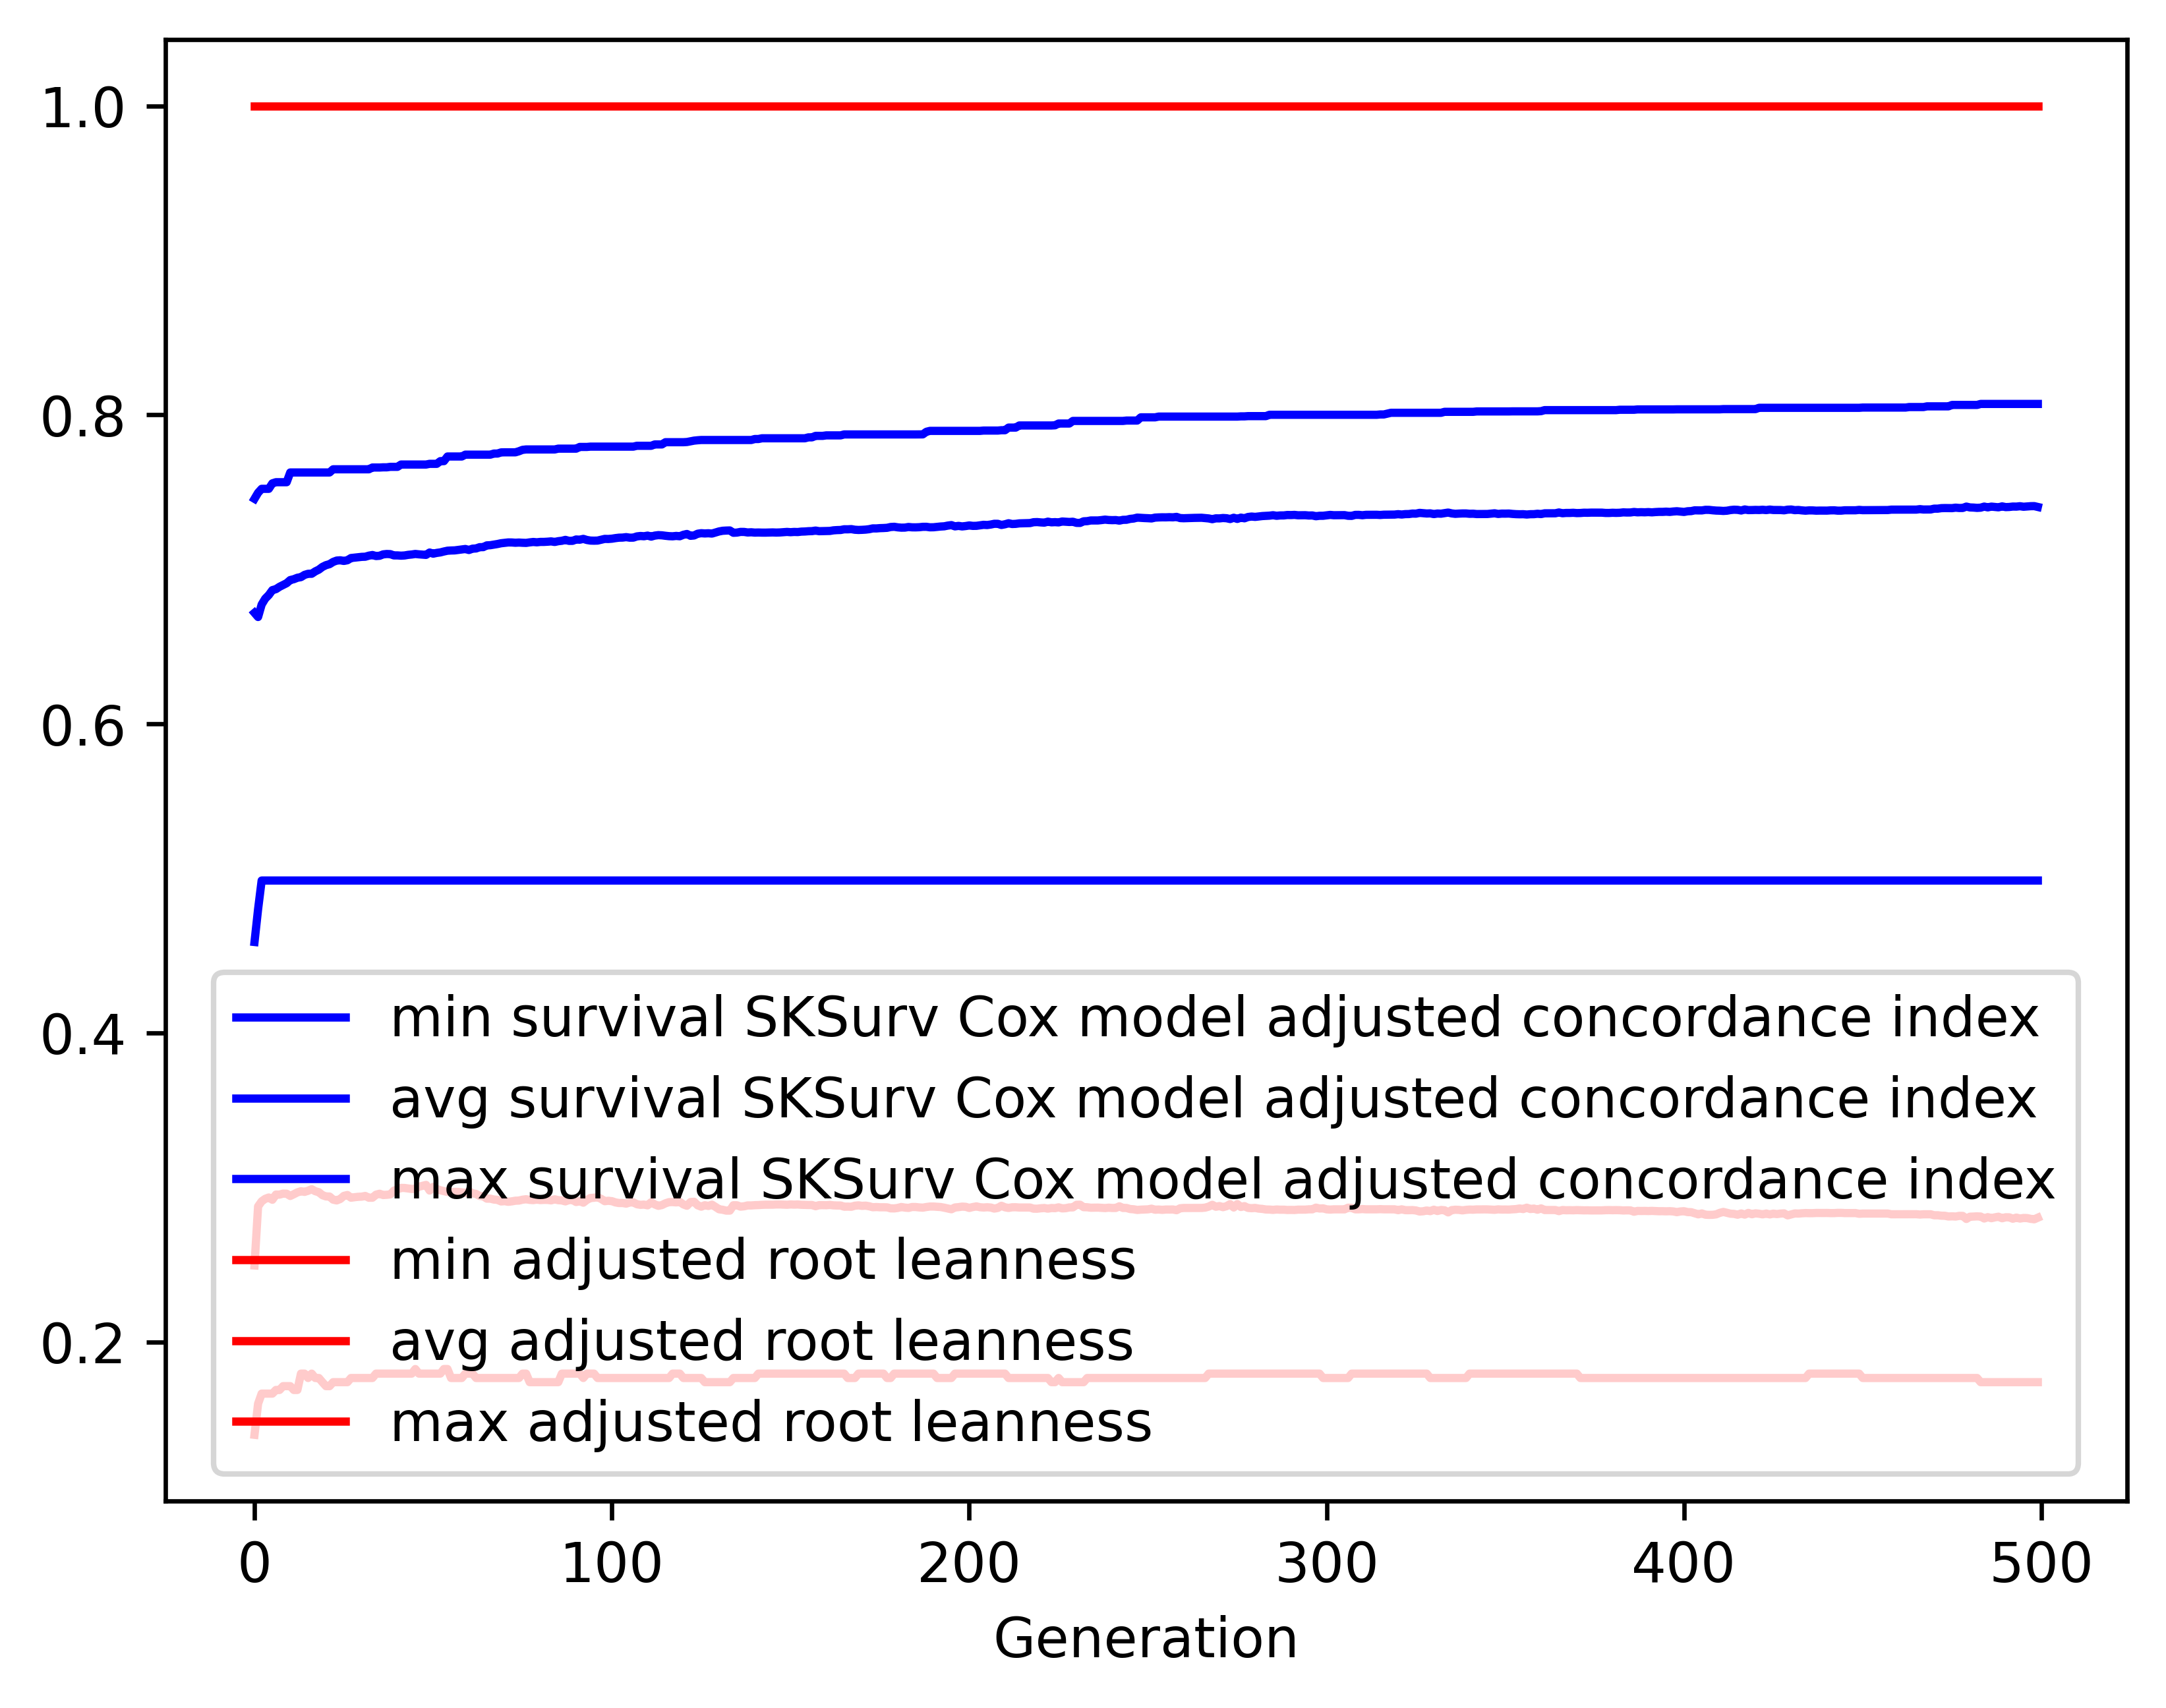 1.0
0.8
0.6
0.4
0.2
min survival SKSurv Cox model adjusted concordance index
avg survival SKSurv Cox model adjusted concordance index
max survival SKSurv Cox model adjusted concordance index
min adjusted root leanness
avg adjusted root leanness
max adjusted root leanness
0 100 200 300 400 500
Generation